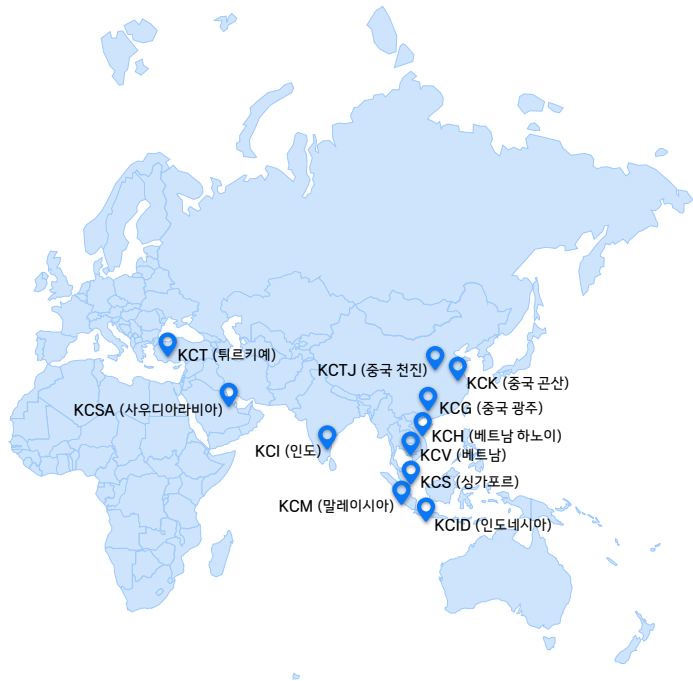 KCT (튀르키예)
KCTJ (중국 천진)
KCK (중국 곤산)
KCSA (사우디아라비아)
KCG (중국 광주)
KCH (베트남 하노이)
KCI (인도)
KCV (베트남)
KCS (싱가포르)
KCM (말레이시아)
KCID (인도네시아)